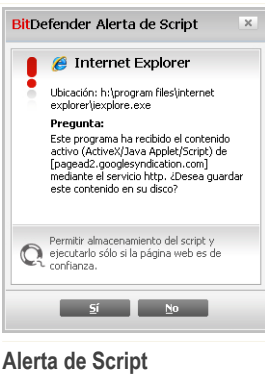 BitDefender Alerta de Script
Internet Explorer
Ubicación: h:\program files\internet
explorer\iexplore.exe
Pregunta:
Este programa ha recibido el contenido
activo (ActiveX/Java Applet/Script) de
[pagead2.googlesyndication.com]
mediante el servicio http. ¿Desea guardar
este contenido en su disco?
Permitir almacenamiento del script y
ejecutarlo sólo si la página web es de
confianza.
Sí
No
Alerta de Script